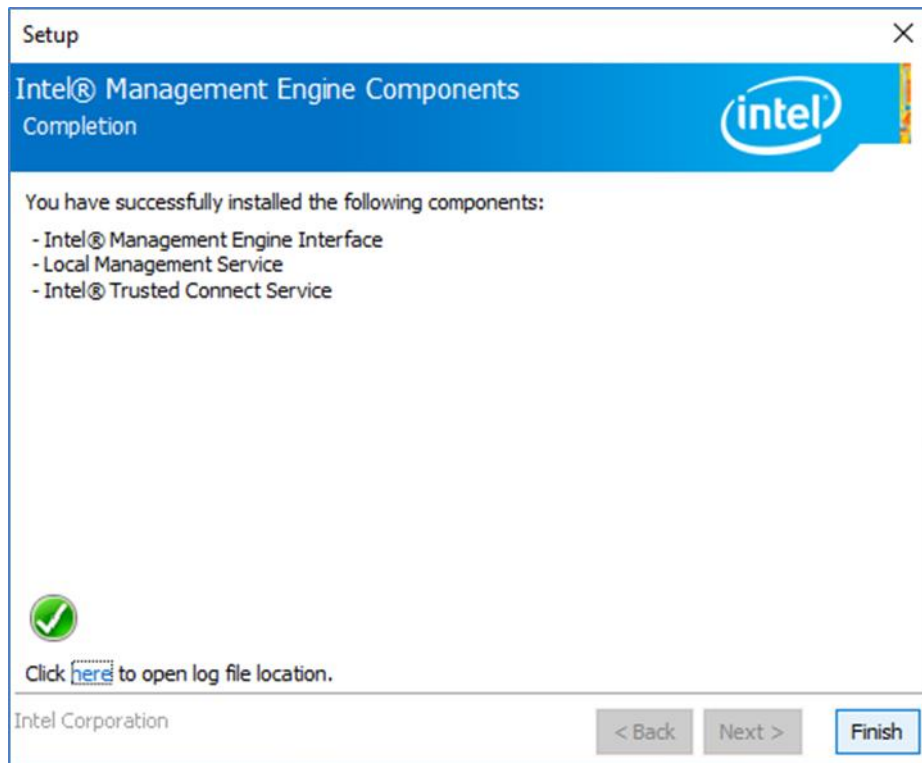 Setup
Intel® Management Engine Components
Completion
intel
You have successfully installed the following components:
- Intel® Management Engine Interface
- Local Management Service
- Intel® Trusted Connect Service
Click here to open log file location.
Intel Corporation
< Back
Next >
Finish